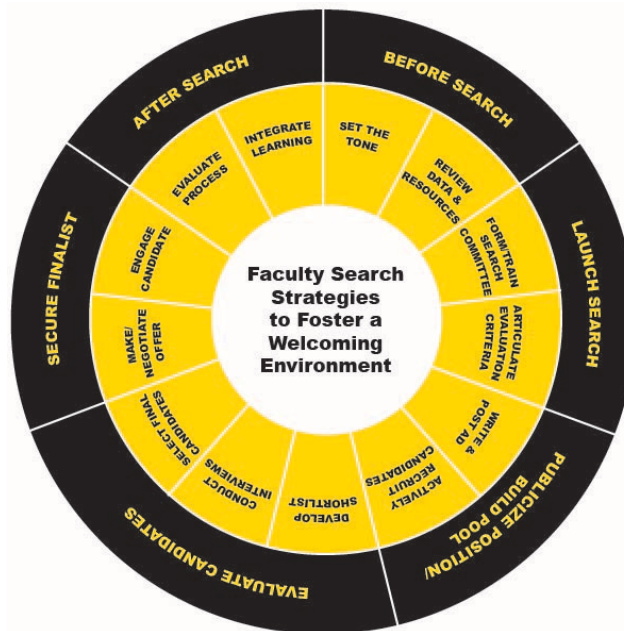 Faculty Search
Strategies
to Foster a
Welcoming
Environment
BEFORE SEARCH
SET THE
TONE
REVIEW
DATA &
RESOURCES
LAUNCH SEARCH
FORM/TRAIN
SEARCH
COMMITTEE
ARTICULATE
EVALUATION
CRITERIA
PUBLICIZE POSITION/
BUILD POOL
WRITE &
POST AD
ACTIVELY
RECRUIT
CANDIDATES
EVALUATE CANDIDATES
DEVELOP
SHORTLIST
CONDUCT
INTERVIEWS
SELECT FINAL
CANDIDATES
SECURE FINALIST
MAKE/
NEGOTIATE
OFFER
ENGAGE
CANDIDATE
AFTER SEARCH
EVALUATE
PROCESS
INTEGRATE
LEARNING